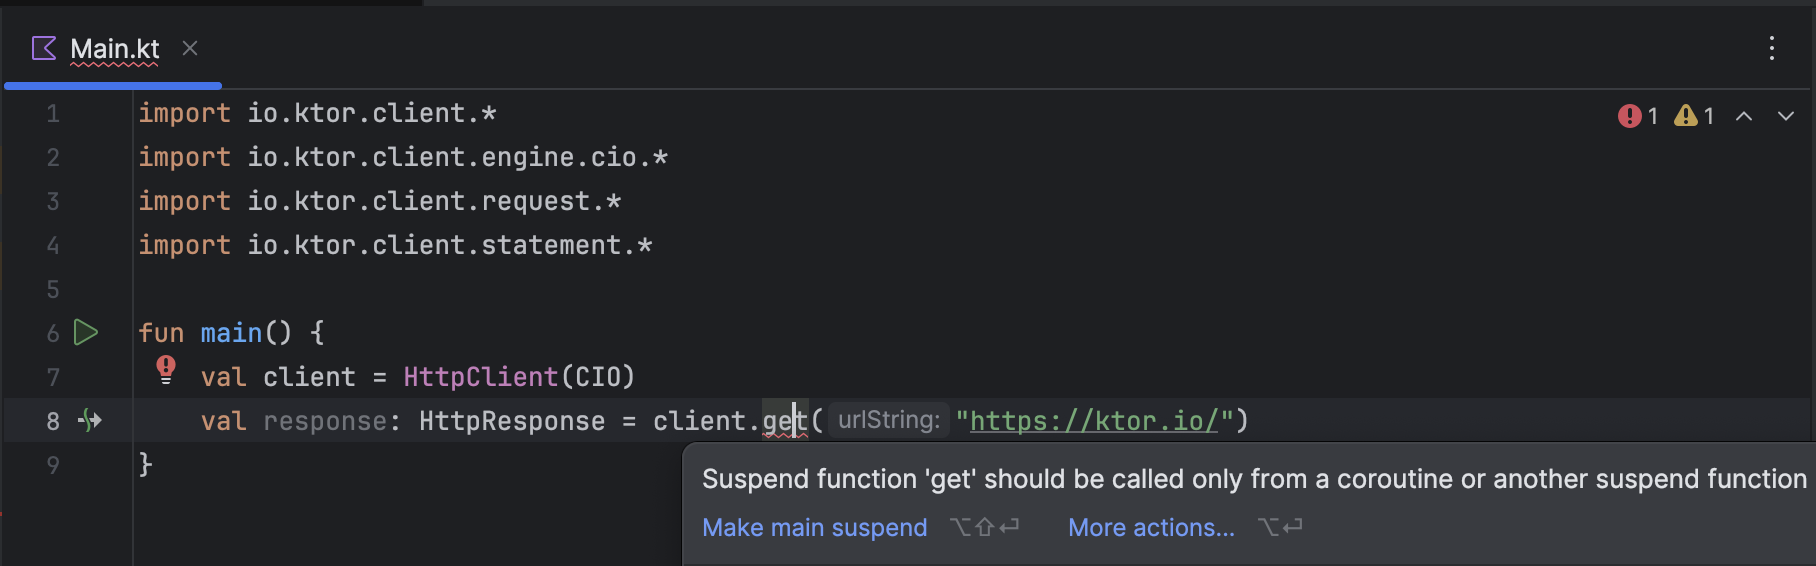 Main.kt
1 import io.ktor.client.*
1 1
2 import io.ktor.client.engine.cio.*
3 import io.ktor.client.request.*
4 import io.ktor.client.statement.*
5
6 fun main() {
7 val client = HttpClient(CIO)
8 val response: HttpResponse = client.get( urlString: "https://ktor.io/")
9 }
Suspend function 'get' should be called only from a coroutine or another suspend function
Make main suspend ⌥⇧⏎ More actions... ⌥⏎